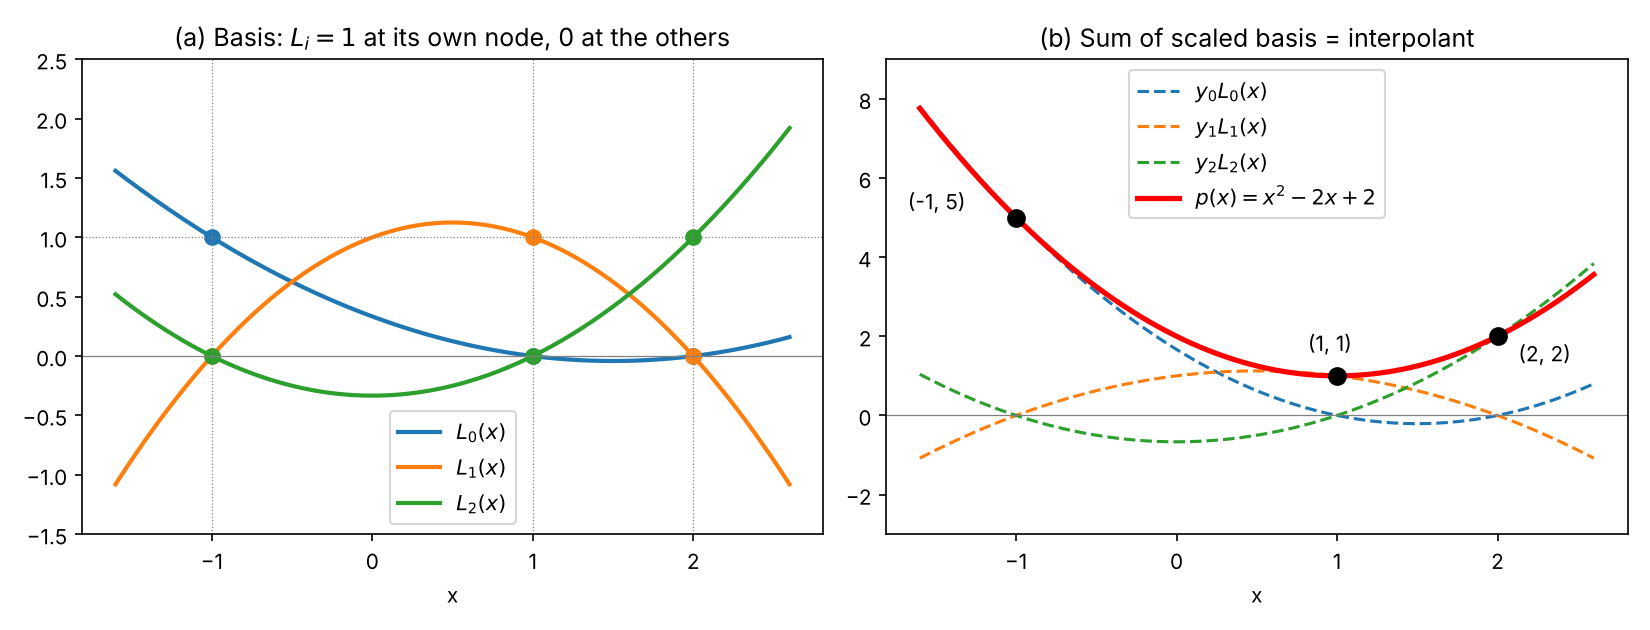 (a) Basis: $L_i = 1$ at its own node, 0 at the others
2.5
2.0
1.5
1.0
0.5
0.0
−0.5
−1.0
−1.5
$L_0(x)$
$L_1(x)$
$L_2(x)$
−1
0
1
2
x
(b) Sum of scaled basis = interpolant
8
6
4
2
0
−2
$y_0L_0(x)$
$y_1L_1(x)$
$y_2L_2(x)$
$p(x) = x^2 − 2x + 2$
(-1, 5)
(1, 1)
(2, 2)
−1
0
1
2
x